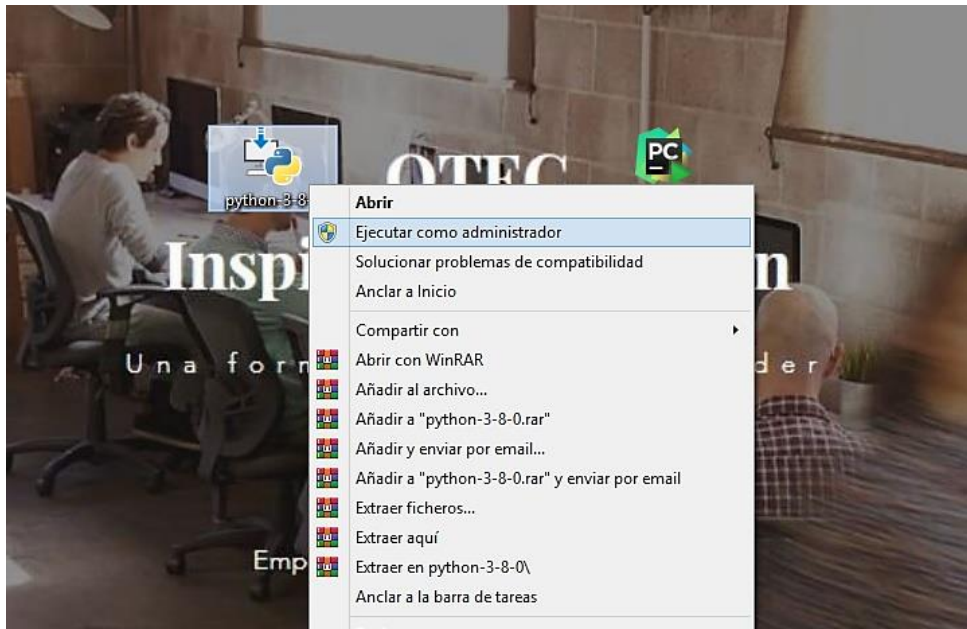 OTEC
PC
python-3-8
Inspi
n
Una form
der
Emp
Abrir
Ejecutar como administrador
Solucionar problemas de compatibilidad
Anclar a Inicio
Compartir con
Abrir con WinRAR
Añadir al archivo...
Añadir a "python-3-8-0.rar"
Añadir y enviar por email...
Añadir a "python-3-8-0.rar" y enviar por email
Extraer ficheros...
Extraer aquí
Extraer en python-3-8-0\
Anclar a la barra de tareas